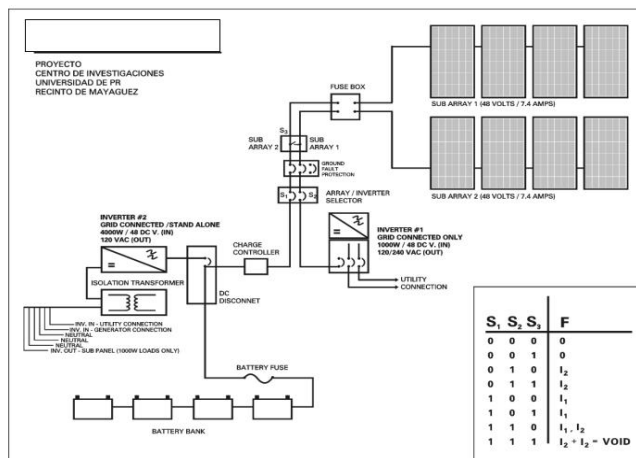 PROYECTO
CENTRO DE INVESTIGACIONES
UNIVERSIDAD DE PR
RECINTO DE MAYAGUEZ
FUSE BOX
SUB ARRAY 1 (48 VOLTS / 7.4 AMPS)
SUB ARRAY 2 (48 VOLTS / 7.4 AMPS)
S3
SUB ARRAY 2
SUB ARRAY 1
GROUND
FAULT
PROTECTION
S1 S2
ARRAY / INVERTER
SELECTOR
INVERTER #2
GRID CONNECTED /STAND ALONE
4000W / 48 DC V. (IN)
120 VAC (OUT)
CHARGE
CONTROLLER
INVERTER #1
GRID CONNECTED ONLY
1000W / 48 DC V. (IN)
120/240 VAC (OUT)
UTILITY
CONNECTION
ISOLATION TRANSFORMER
DC
DISCONNET
INV. IN - UTILITY CONNECTION
INV. IN - GENERATOR CONNECTION
NEUTRAL
NEUTRAL
NEUTRAL
INV. OUT - SUB PANEL (1000W LOADS ONLY)
BATTERY FUSE
BATTERY BANK
S1 S2 S3 F
0 0 0 0
0 0 1 0
0 1 0 I2
0 1 1 I2
1 0 0 I1
1 0 1 I1
1 1 0 I1, I2
1 1 1 I2 + I2 = VOID